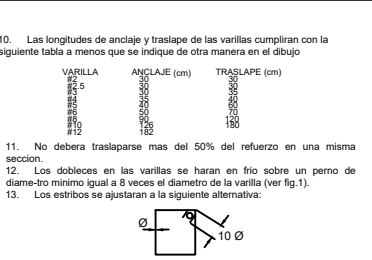 10. Las longitudes de anclaje y traslape de las varillas cumpliran con la
siguiente tabla a menos que se indique de otra manera en el dibujo
VARILLA ANCLAJE (cm) TRASLAPE (cm)
#2 30 30
#2.5 30 30
#3 30 35
#4 35 40
#5 40 60
#6 50 70
#8 90 120
#10 126 180
#12 182
11. No debera traslaparse mas del 50% del refuerzo en una misma
seccion.
12. Los dobleces en las varillas se haran en frio sobre un perno de
diame-tro minimo igual a 8 veces el diametro de la varilla (ver fig.1).
13. Los estribos se ajustaran a la siguiente alternativa:
Ø
10 Ø